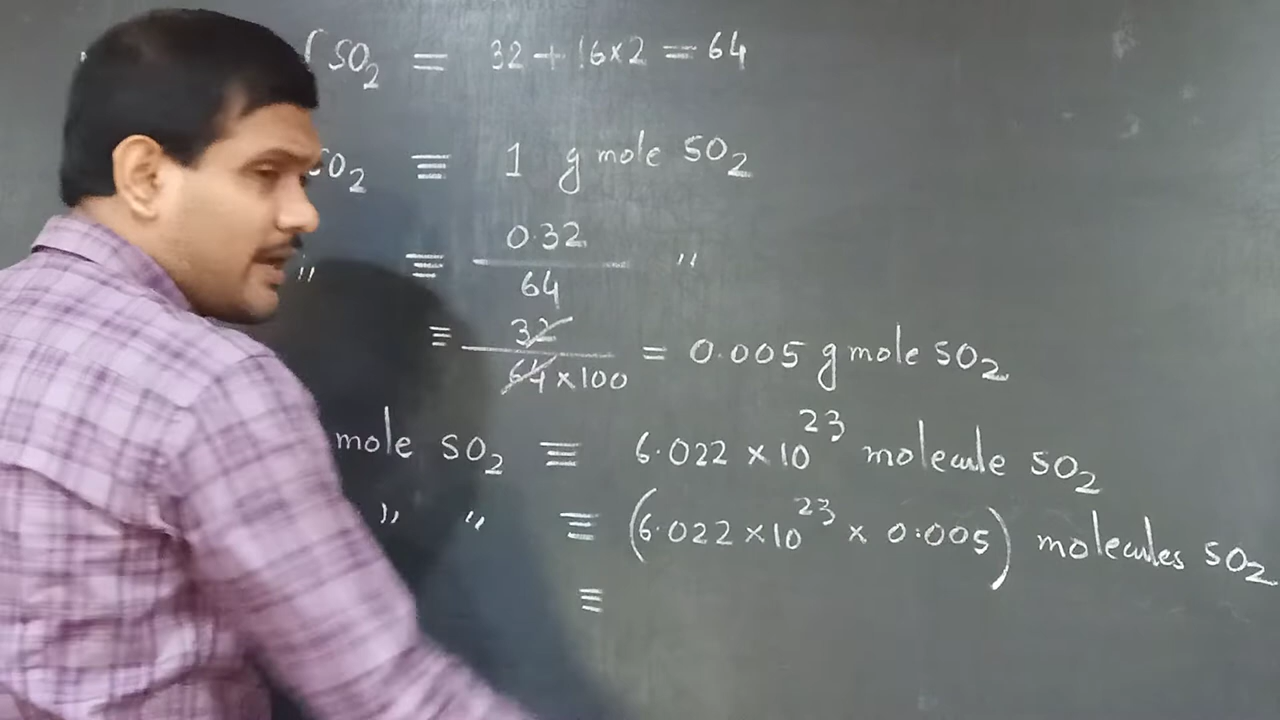 SO₂ = 32 + 16×2 = 64
SO₂ ≡ 1 g mole SO₂
" ≡ 0.32 / 64 "
≡ 32 / 64×100 = 0.005 g mole SO₂
mole SO₂ ≡ 6.022 × 10²³ molecule SO₂
" " ≡ (6.022 × 10²³ × 0.005) molecules SO₂
≡